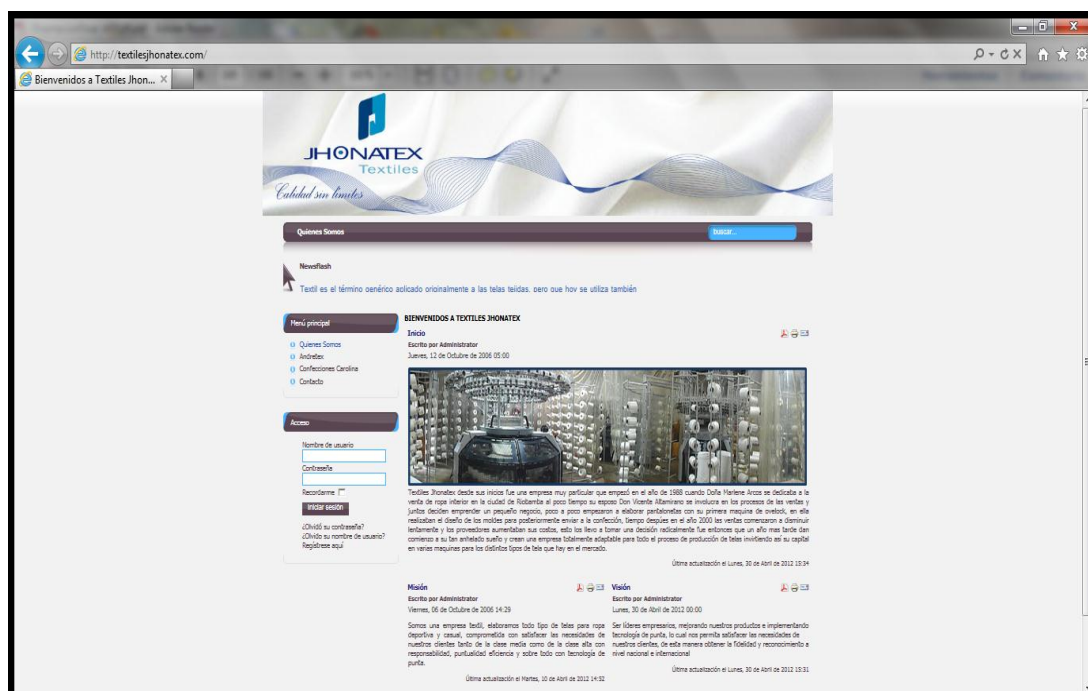 http://textilesjhonatex.com/
Bienvenidos a Textiles Jhon...
JHONATEX
Textiles
Calidad sin límites
Quienes Somos
buscar...
Newsflash
Textil es el término genérico aplicado originalmente a las telas tejidas, pero que hoy se utiliza también
Menú principal
Quienes Somos
Andretex
Confecciones Carolina
Contacto
Acceso
Nombre de usuario
Contraseña
Recordarme
Iniciar sesión
¿Olvidó su contraseña?
¿Olvido su nombre de usuario?
Regístrese aquí
BIENVENIDOS A TEXTILES JHONATEX
Inicio
Escrito por Administrator
Jueves, 12 de Octubre de 2006 05:00
Textiles Jhonatex desde sus inicios fue una empresa muy particular que empezó en el año de 1988 cuando Doña Marlene Arcos se dedicaba a la
venta de ropa interior en la ciudad de Riobamba al poco tiempo su esposo Don Vicente Altamirano se involucra en los procesos de las ventas y
juntos deciden emprender un pequeño negocio, poco a poco empezaron a elaborar pantalonetas con su primera maquina de overlock, en ella
realizaban el diseño de los moldes para posteriormente enviar a la confección, tiempo despúes en el año 2000 las ventas comenzaron a disminuir
lentamente y los proveedores aumentaban sus costos, esto los llevo a tomar una decisión radicalmente fue entonces que un año mas tarde dan
comienzo a su tan anhelado sueño y crean una empresa totalmente adaptable para todo el proceso de producción de telas invirtiendo así su capital
en varias maquinas para los distintos tipos de tela que hay en el mercado.
Última actualización el Lunes, 30 de Abril de 2012 15:34
Misión
Escrito por Administrator
Viernes, 06 de Octubre de 2006 14:29
Somos una empresa textil, elaboramos todo tipo de telas para ropa
deportiva y casual, comprometida con satisfacer las necesidades de
nuestros clientes tanto de la clase media como de la clase alta con
responsabilidad, puntualidad eficiencia y sobre todo con tecnología de
punta.
Última actualización el Martes, 10 de Abril de 2012 14:32
Visión
Escrito por Administrator
Lunes, 30 de Abril de 2012 00:00
Ser líderes empresarios, mejorando nuestros productos e implementando
tecnología de punta, lo cual nos permita satisfacer las necesidades de
nuestros clientes, de esta manera obtener la fidelidad y reconocimiento a
nivel nacional e internacional
Última actualización el Lunes, 30 de Abril de 2012 15:31